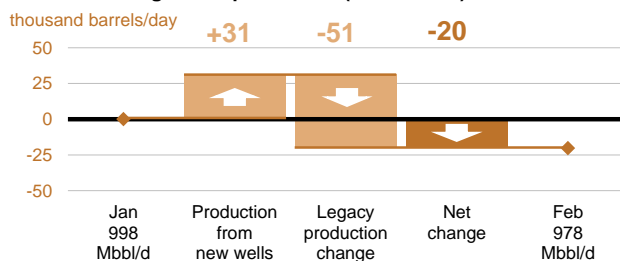 thousand barrels/day
+31 -51 -20
50
25
0
-25
-50
Jan
998
Mbbl/d
Production
from
new wells
Legacy
production
change
Net
change
Feb
978
Mbbl/d